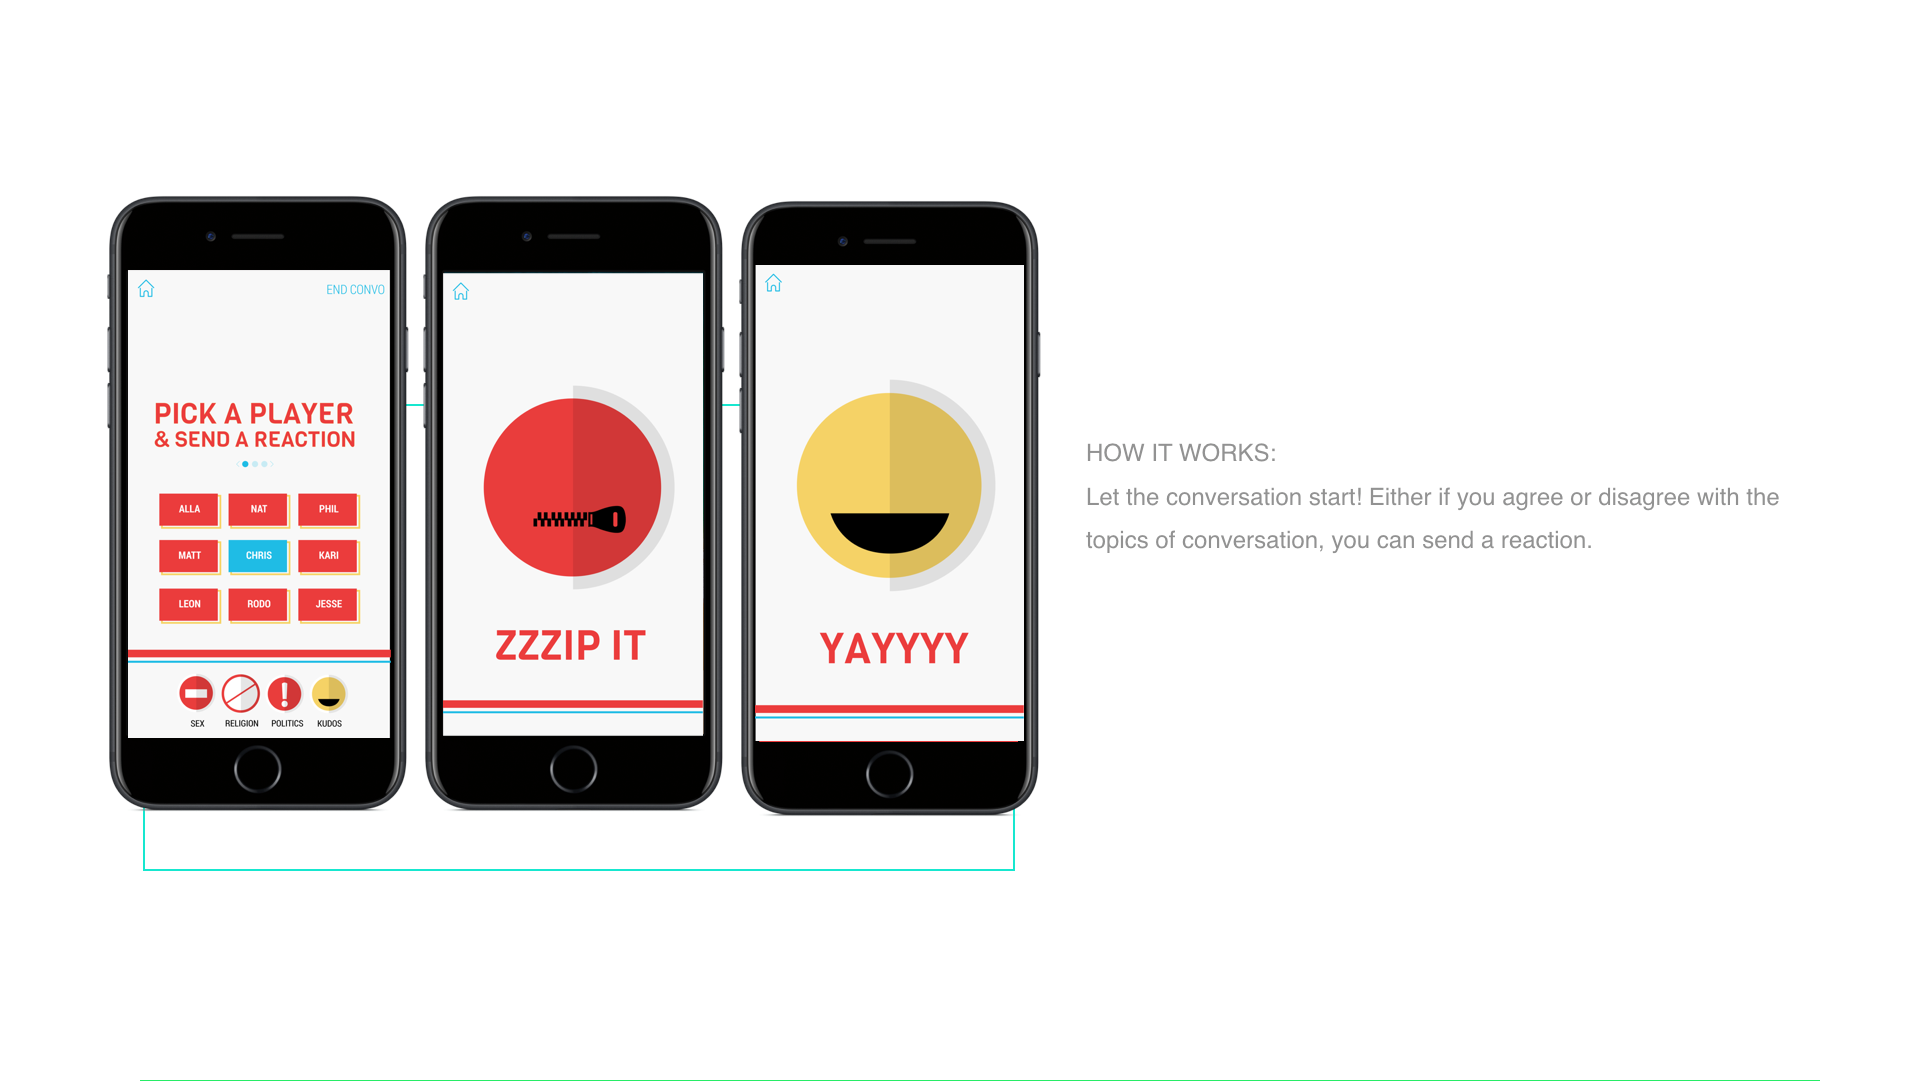 END CONVO
PICK A PLAYER
& SEND A REACTION
ALLA NAT PHIL
MATT CHRIS KARI
LEON RODO JESSE
SEX RELIGION POLITICS KUDOS
ZZZIP IT
YAYYYY
HOW IT WORKS:
Let the conversation start! Either if you agree or disagree with the
topics of conversation, you can send a reaction.